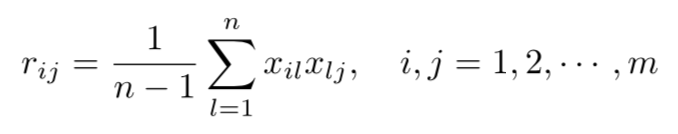 r_{ij} = \frac{1}{n-1} \sum_{l=1}^{n} x_{il} x_{lj}, \quad i, j = 1, 2, \cdots, m